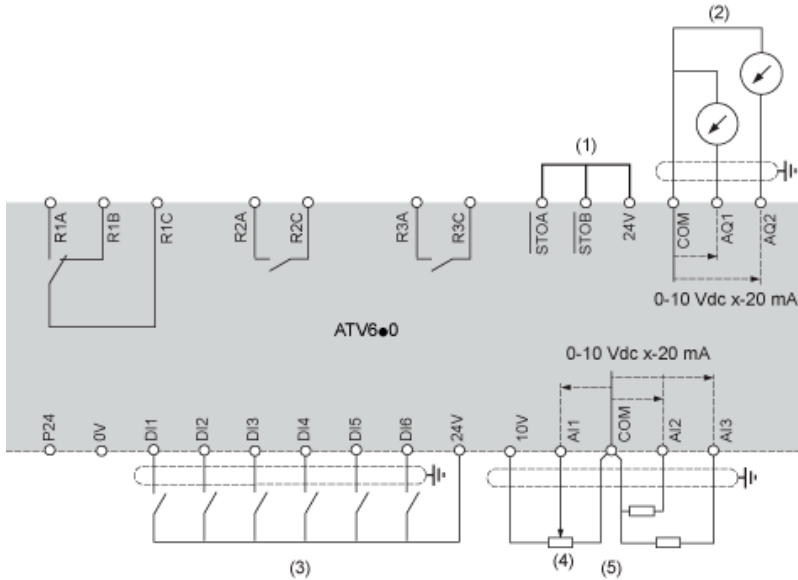 (2)
(1)
R1A
R1B
R1C
R2A
R2C
R3A
R3C
STOA
STOB
24V
COM
AQ1
AQ2
0-10 Vdc x-20 mA
ATV6●0
0-10 Vdc x-20 mA
P24
0V
DI1
DI2
DI3
DI4
DI5
DI6
24V
10V
AI1
COM
AI2
AI3
(3)
(4)
(5)